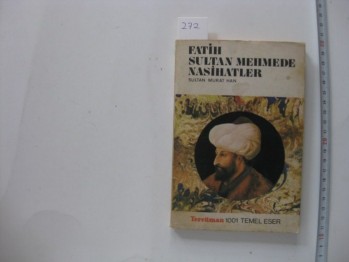 272
FATİH
SULTAN MEHMEDE
NASİHATLER
SULTAN MURAT HAN
Tercüman 1001 TEMEL ESER